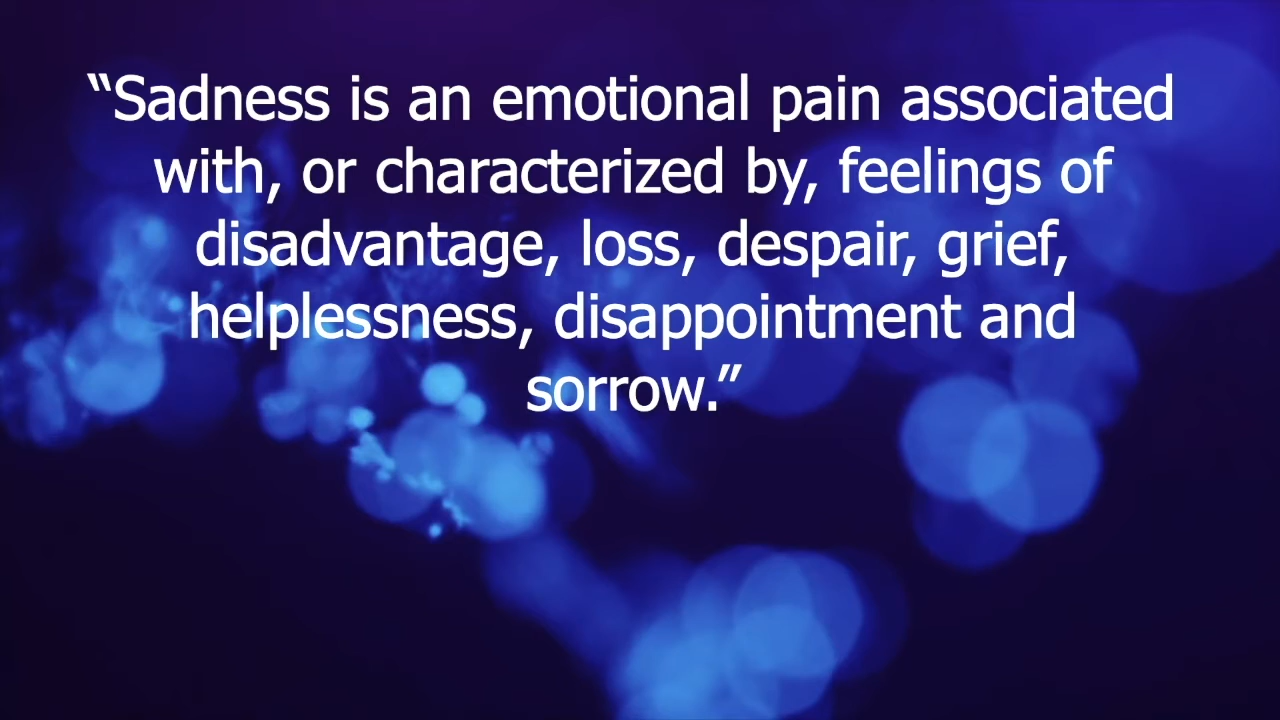 “Sadness is an emotional pain associated
with, or characterized by, feelings of
disadvantage, loss, despair, grief,
helplessness, disappointment and
sorrow.”